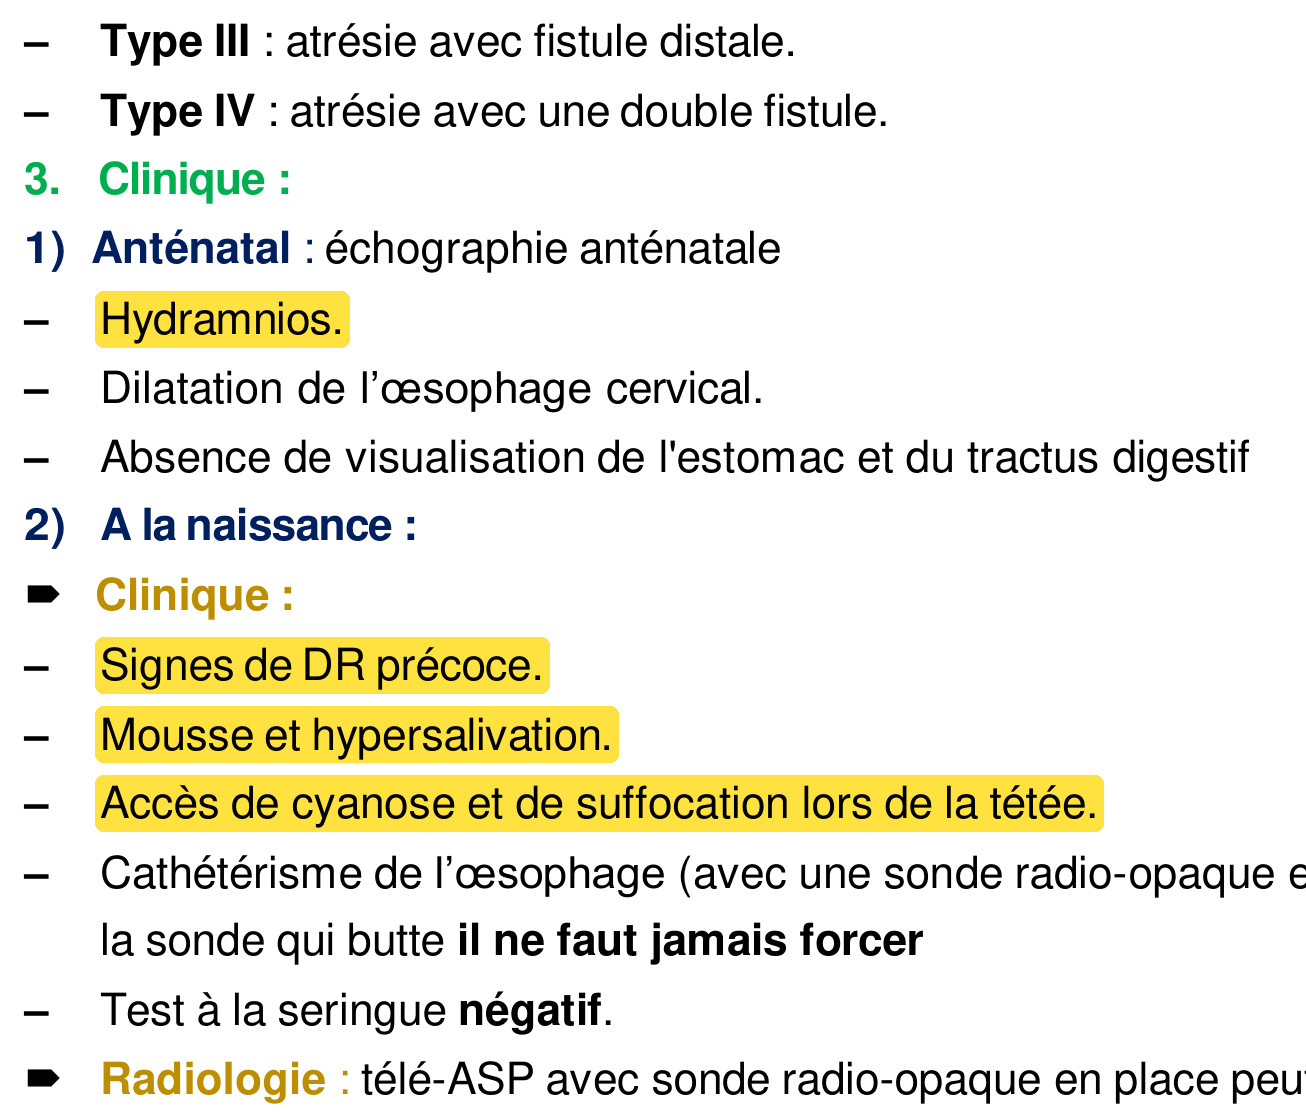 – Type III : atrésie avec fistule distale.
– Type IV : atrésie avec une double fistule.
3. Clinique :
1) Anténatal : échographie anténatale
– Hydramnios.
– Dilatation de l’œsophage cervical.
– Absence de visualisation de l'estomac et du tractus digestif
2) A la naissance :
Clinique :
– Signes de DR précoce.
– Mousse et hypersalivation.
– Accès de cyanose et de suffocation lors de la tétée.
– Cathétérisme de l’œsophage (avec une sonde radio-opaque
la sonde qui butte il ne faut jamais forcer
– Test à la seringue négatif.
Radiologie : télé-ASP avec sonde radio-opaque en place